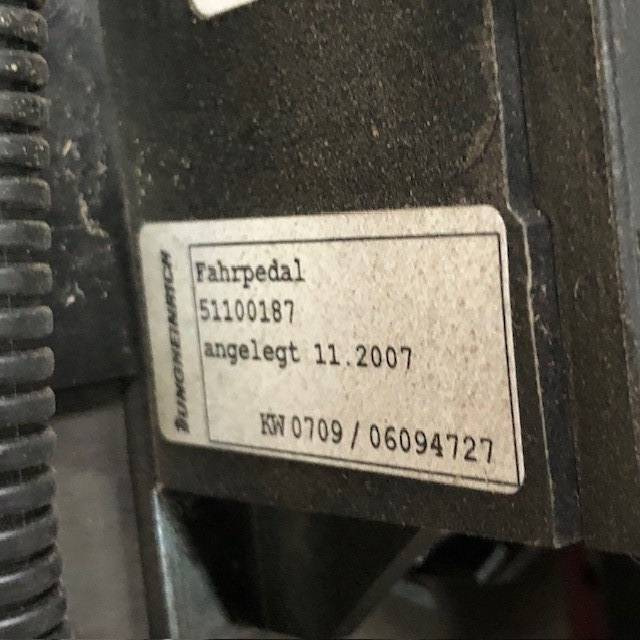 JUNGHEINRICH
Fahrpedal
51100187
angelegt 11.2007
KW 0709 / 06094727